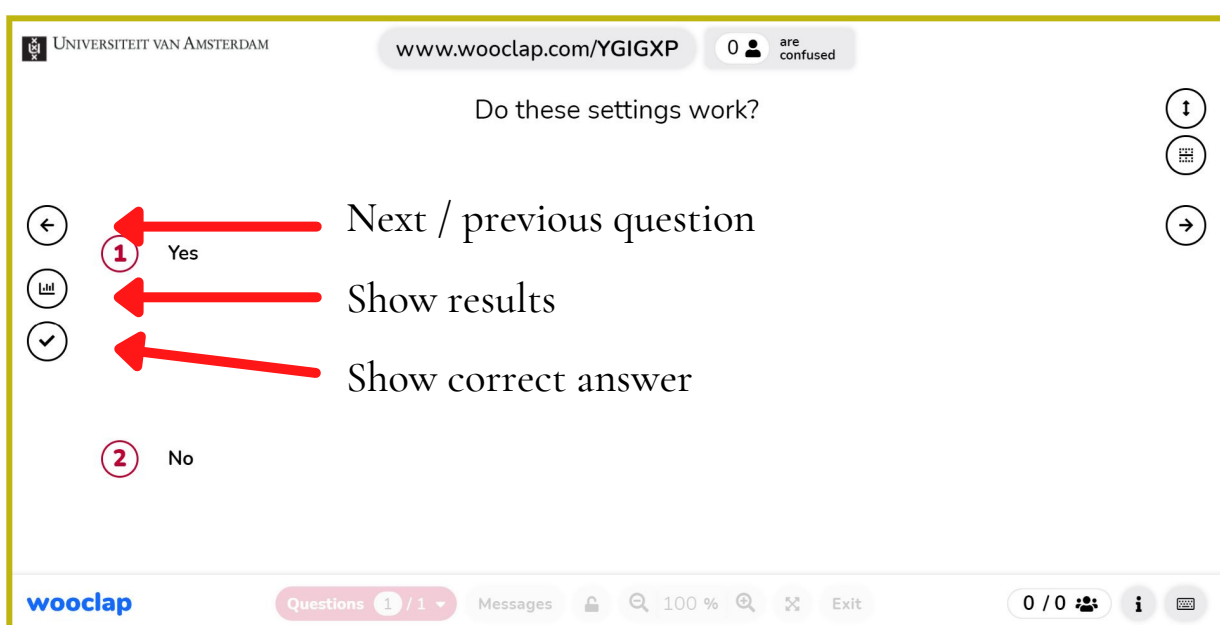 UNIVERSITEIT VAN AMSTERDAM
www.wooclap.com/YGIGXP
0 are confused
Do these settings work?
Next / previous question
1 Yes
Show results
Show correct answer
2 No
wooclap
Questions 1 / 1
Messages
100 %
Exit
0 / 0
i